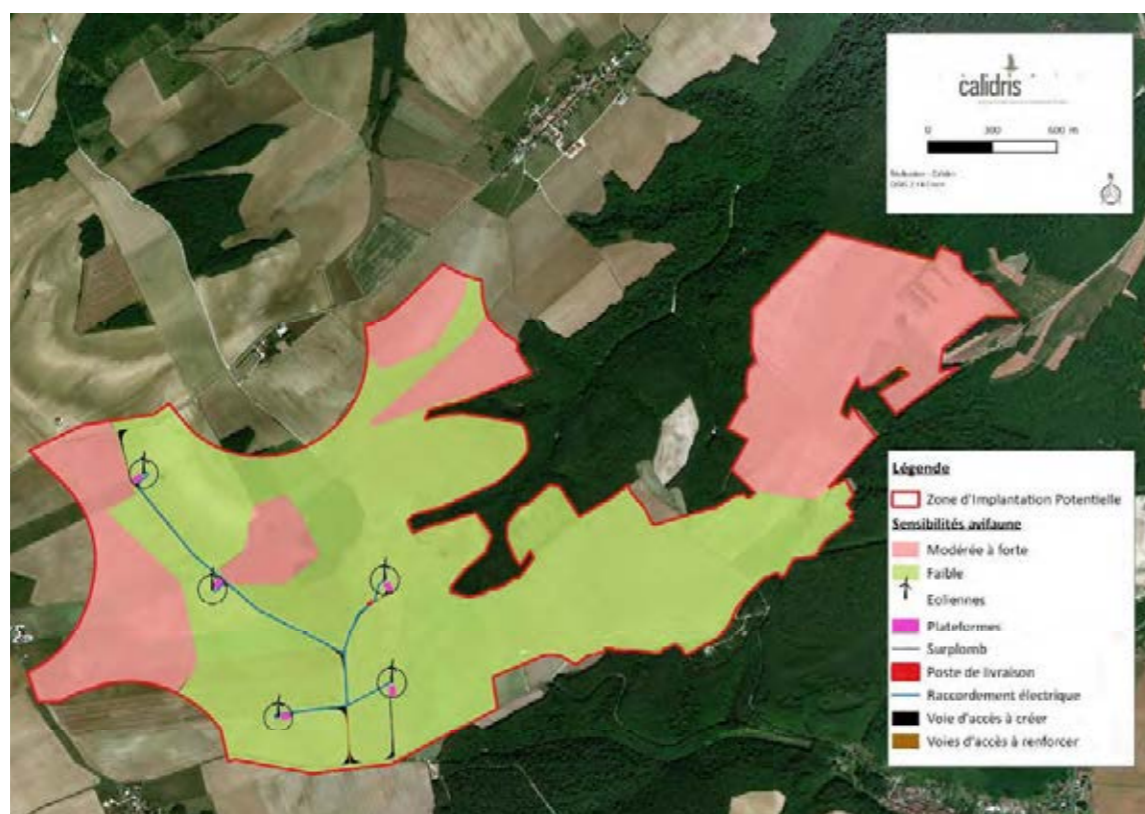 calidris
0 300 600 m
N
Légende
Zone d'Implantation Potentielle
Sensibilités avifaune
Modérée à forte
Faible
Eoliennes
Plateformes
Surplomb
Poste de livraison
Raccordement électrique
Voie d'accès à créer
Voies d'accès à renforcer